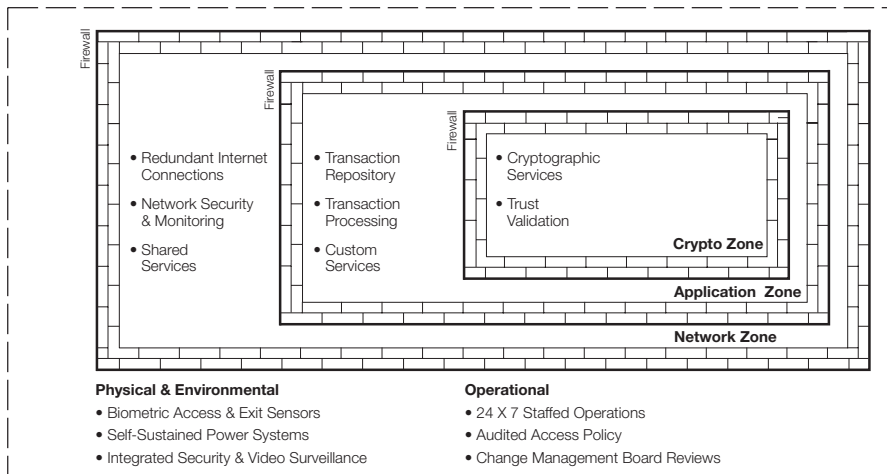 Firewall
Firewall
Firewall
• Redundant Internet
Connections
• Network Security
& Monitoring
• Shared
Services
• Transaction
Repository
• Transaction
Processing
• Custom
Services
• Cryptographic
Services
• Trust
Validation
Crypto Zone
Application Zone
Network Zone
Physical & Environmental
• Biometric Access & Exit Sensors
• Self-Sustained Power Systems
• Integrated Security & Video Surveillance
Operational
• 24 X 7 Staffed Operations
• Audited Access Policy
• Change Management Board Reviews